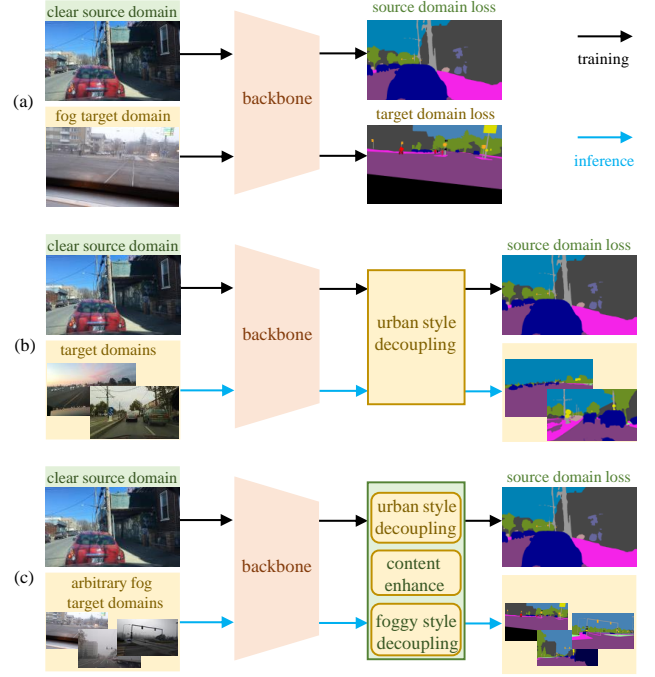 clear source domain
source domain loss
training
backbone
(a)
fog target domain
target domain loss
inference
clear source domain
source domain loss
backbone
urban style
decoupling
(b)
target domains
clear source domain
source domain loss
urban style
decoupling
backbone
content
enhance
(c)
arbitrary fog
target domains
foggy style
decoupling